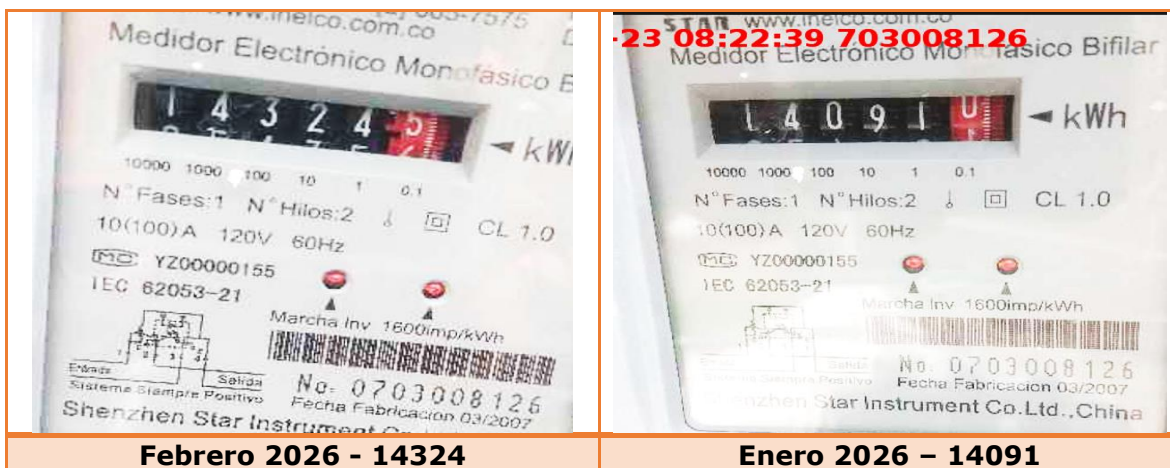 www.inelco.com.co
Medidor Electrónico Monofásico
1 4 3 2 4 5
kWh
10000 1000 100 10 1 0.1
N°Fases:1 N°Hilos:2 CL 1.0
10(100)A 120V 60Hz
MC YZ00000155
IEC 62053-21
Marcha Inv 1600imp/kWh
Entrada Salida
Sistema Siempre Positivo
No. 0703008126
Fecha Fabricacion 03/2007
Shenzhen Star Instrument
Febrero 2026 - 14324
STAR www.inelco.com.co
-23 08:22:39 703008126
Medidor Electrónico Monofásico Bifilar
1 4 0 9 1 0
kWh
10000 1000 100 10 1 0.1
N°Fases:1 N°Hilos:2 CL 1.0
10(100)A 120V 60Hz
MC YZ00000155
IEC 62053-21
Marcha Inv 1600imp/kWh
No. 0703008126
Fecha Fabricacion 03/2007
Shenzhen Star Instrument Co.Ltd.,China
Enero 2026 – 14091